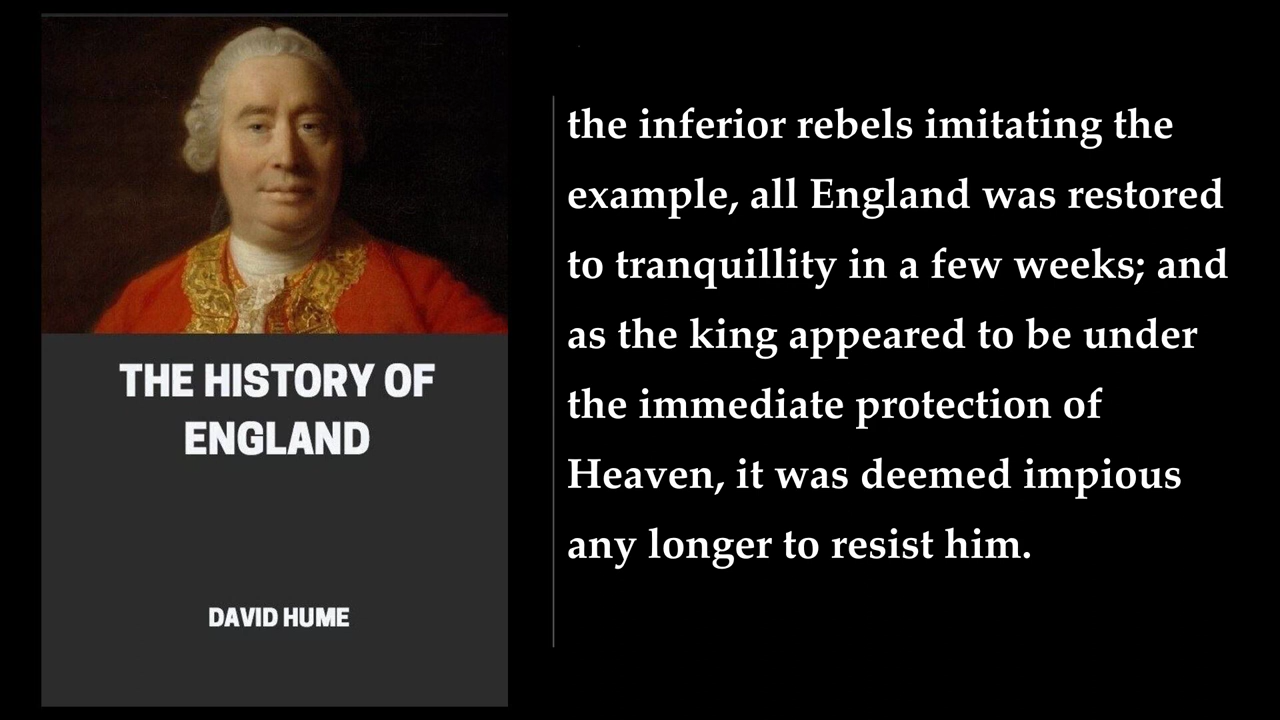 THE HISTORY OF
ENGLAND
DAVID HUME
the inferior rebels imitating the
example, all England was restored
to tranquillity in a few weeks; and
as the king appeared to be under
the immediate protection of
Heaven, it was deemed impious
any longer to resist him.